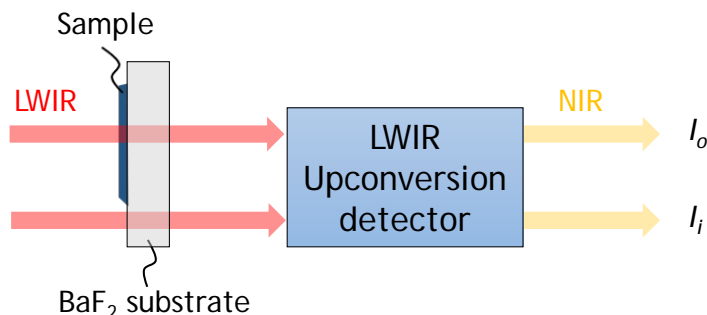 Sample
LWIR
NIR
LWIR
Upconversion
detector
Iₒ
Iᵢ
BaF₂ substrate